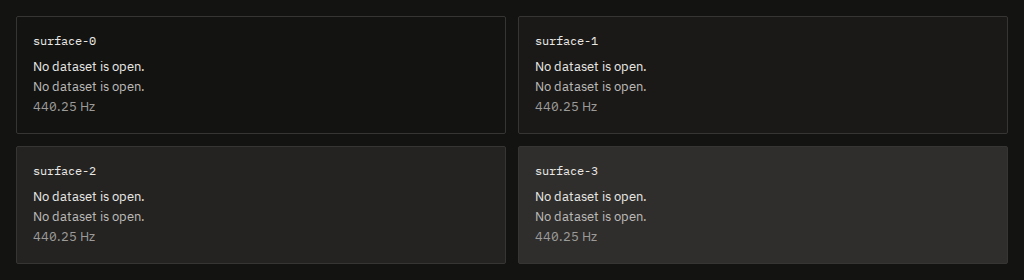 surface-0
No dataset is open.
No dataset is open.
440.25 Hz
surface-1
No dataset is open.
No dataset is open.
440.25 Hz
surface-2
No dataset is open.
No dataset is open.
440.25 Hz
surface-3
No dataset is open.
No dataset is open.
440.25 Hz